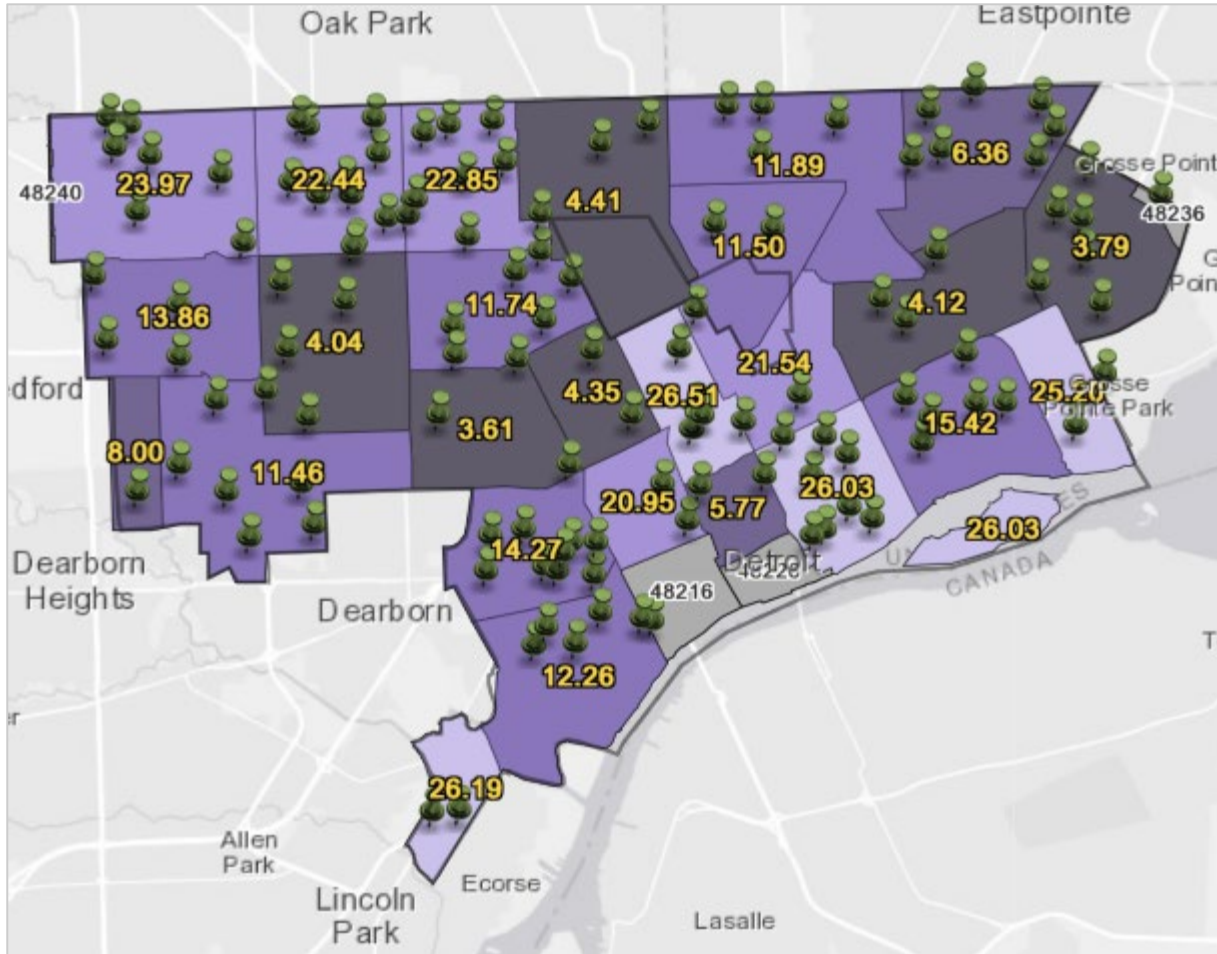 Oak Park
Eastpointe
48240
23.97
22.44
22.85
4.41
11.89
6.36
Grosse Point
48236
3.79
11.50
13.86
4.04
11.74
4.12
21.54
edford
4.35
26.51
25.20
Grosse
Pointe Park
15.42
3.61
8.00
11.46
20.95
5.77
26.03
26.03
14.27
Detroit
UN
ES
CANADA
Dearborn
Heights
Dearborn
48216
12.26
26.19
Allen
Park
Ecorse
Lincoln
Park
Lasalle